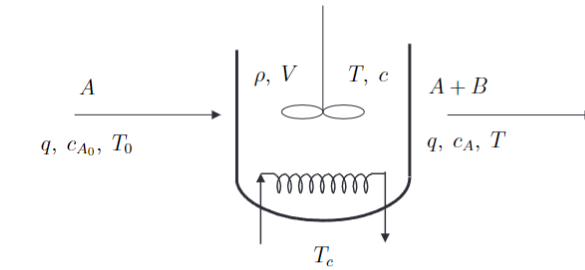 A
q, c_{A_0}, T_0
ρ, V
T, c
A + B
q, c_A, T
T_c